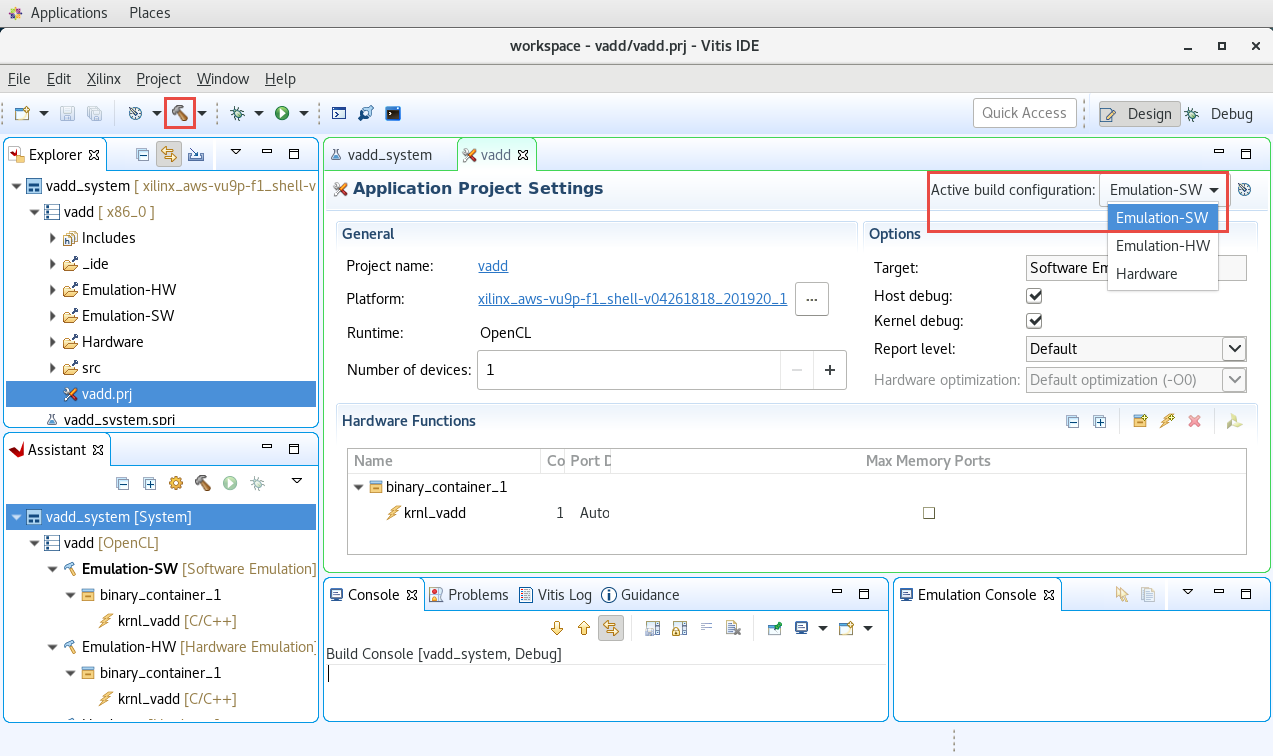 Applications Places
workspace - vadd/vadd.prj - Vitis IDE
File Edit Xilinx Project Window Help
Quick Access
Design
Debug
Explorer
vadd_system [ xilinx_aws-vu9p-f1_shell-v
vadd [ x86_0 ]
Includes
_ide
Emulation-HW
Emulation-SW
Hardware
src
vadd.prj
vadd_system.sprj
Assistant
vadd_system [System]
vadd [OpenCL]
Emulation-SW [Software Emulation]
binary_container_1
krnl_vadd [C/C++]
Emulation-HW [Hardware Emulation]
binary_container_1
krnl_vadd [C/C++]
vadd_system
vadd
Application Project Settings
Active build configuration: Emulation-SW
Emulation-SW
Emulation-HW
Hardware
General
Project name: vadd
Platform: xilinx_aws-vu9p-f1_shell-v04261818_201920_1 ...
Runtime: OpenCL
Number of devices: 1 − +
Options
Target: Software Em
Host debug:
Kernel debug:
Report level: Default
Hardware optimization: Default optimization (-O0)
Hardware Functions
Name Co Port D Max Memory Ports
binary_container_1
krnl_vadd 1 Auto
Console Problems Vitis Log Guidance
Build Console [vadd_system, Debug]
Emulation Console